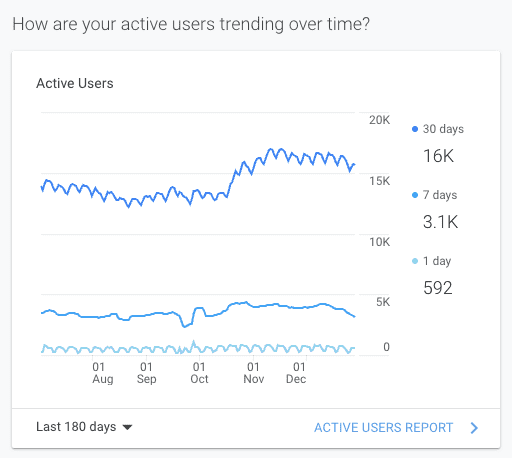 How are your active users trending over time?
Active Users
20K
15K
10K
5K
0
30 days
16K
7 days
3.1K
1 day
592
01 Aug
01 Sep
01 Oct
01 Nov
01 Dec
Last 180 days
ACTIVE USERS REPORT